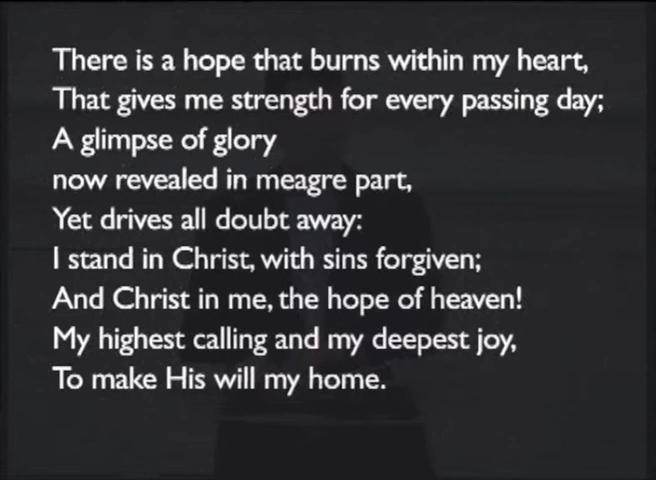 There is a hope that burns within my heart,
That gives me strength for every passing day;
A glimpse of glory
now revealed in meagre part,
Yet drives all doubt away:
I stand in Christ, with sins forgiven;
And Christ in me, the hope of heaven!
My highest calling and my deepest joy,
To make His will my home.